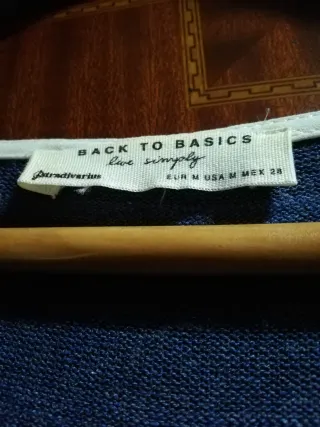 BACK TO BASICS
live simply
Stradivarius EUR M USA M MEX 28